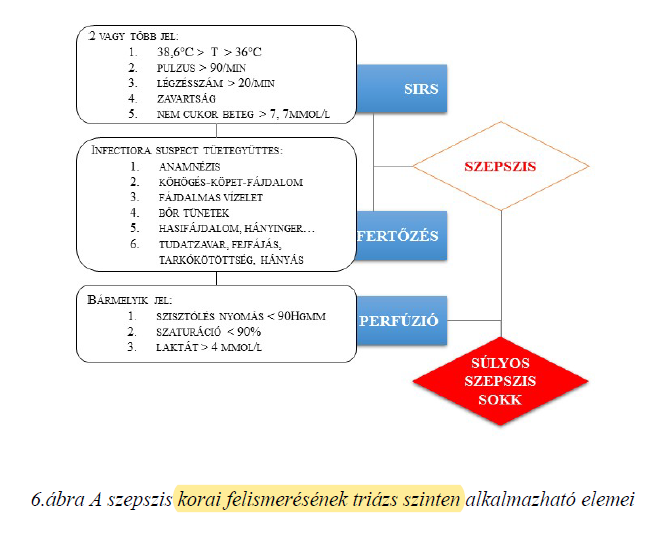 2 VAGY TÖBB JEL:
1. 38,6°C > T > 36°C
2. PULZUS > 90/MIN
3. LÉGZÉSSZÁM > 20/MIN
4. ZAVARTSÁG
5. NEM CUKOR BETEG > 7, 7MMOL/L
SIRS
INFECTIORA SUSPECT TÜETEGYÜTTES:
1. ANAMNÉZIS
2. KÖHÖGÉS-KÖPET-FÁJDALOM
3. FÁJDALMAS VÍZELET
4. BŐR TÜNETEK
5. HASIFÁJDALOM, HÁNYINGER…
6. TUDATZAVAR, FEJFÁJÁS,
TARKÓKÖTÖTTSÉG, HÁNYÁS
SZEPSZIS
FERTŐZÉS
BÁRMELYIK JEL:
1. SZISZTÓLÉS NYOMÁS < 90HGMM
2. SZATURÁCIÓ < 90%
3. LAKTÁT > 4 MMOL/L
PERFÚZIÓ
SÚLYOS
SZEPSZIS
SOKK
6.ábra A szepszis korai felismerésének triázs szinten alkalmazható elemei